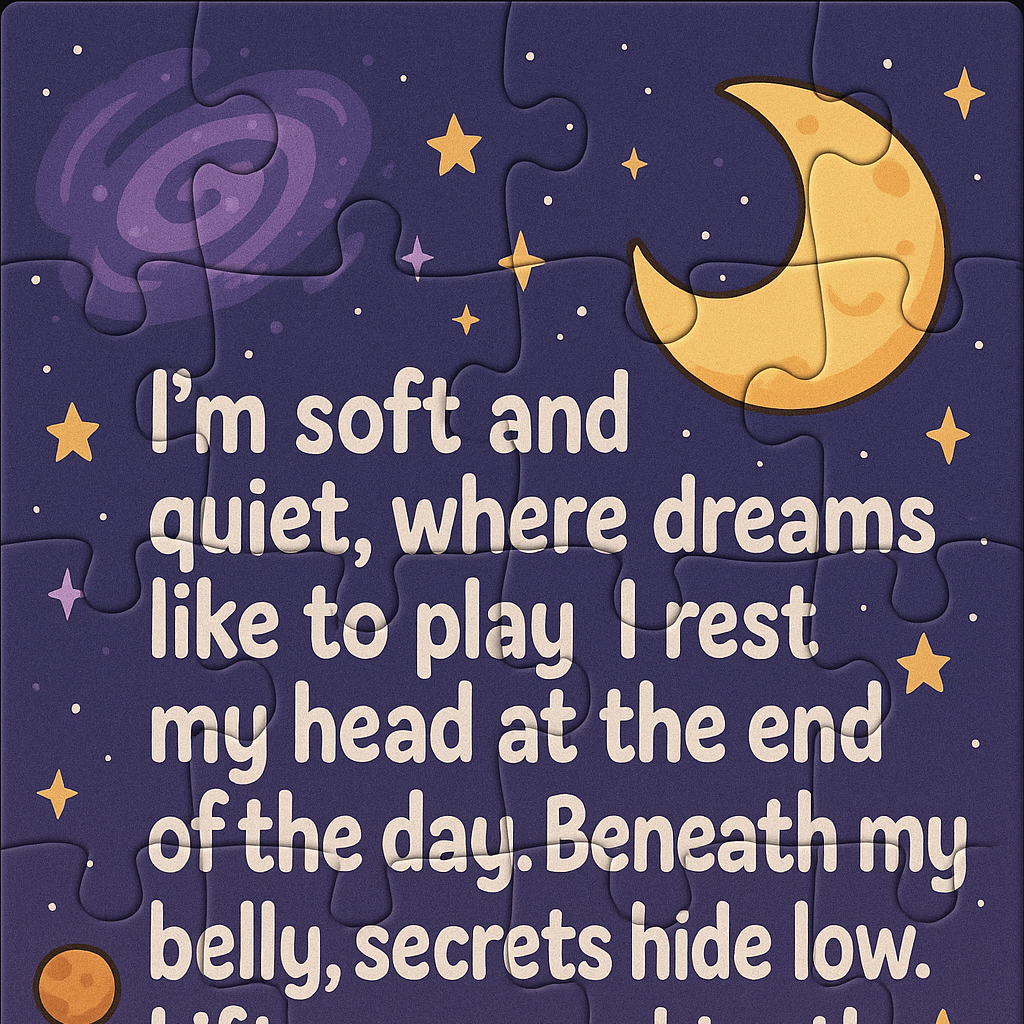 I'm soft and
quiet, where dreams
like to play I rest
my head at the end
of the day. Beneath my
belly, secrets hide low.